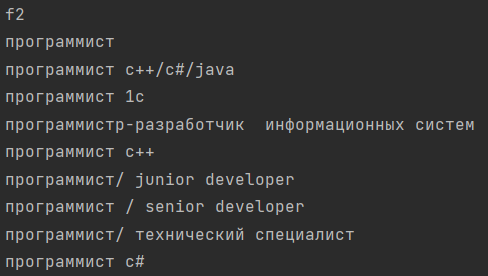 f2
программист
программист c++/c#/java
программист 1с
программистр-разработчик  информационных систем
программист c++
программист/ junior developer
программист / senior developer
программист/ технический специалист
программист c#